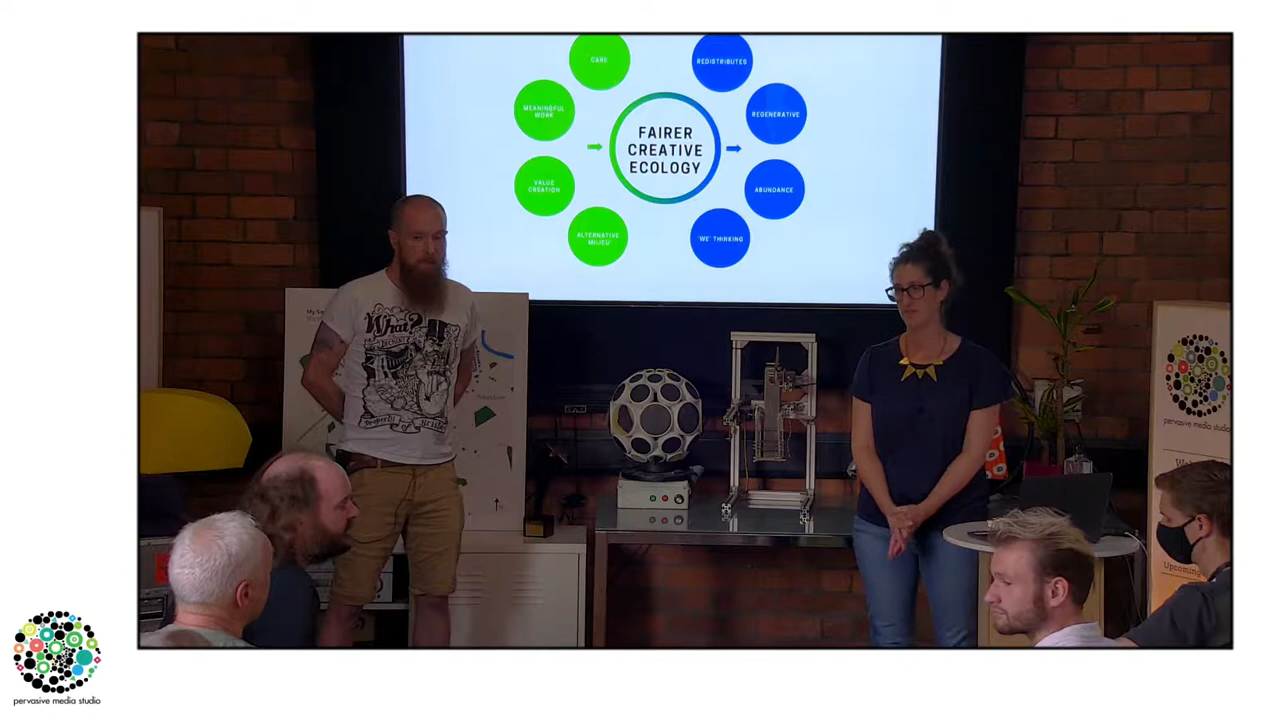 CARE
REDISTRIBUTES
MEANINGFUL
WORK
REGENERATIVE
FAIRER
CREATIVE
ECOLOGY
VALUE
CREATION
ABUNDANCE
ALTERNATIVE
MILIEU'
'WE' THINKING
What?
pervasive media studio
Upcoming
pervasive media studio